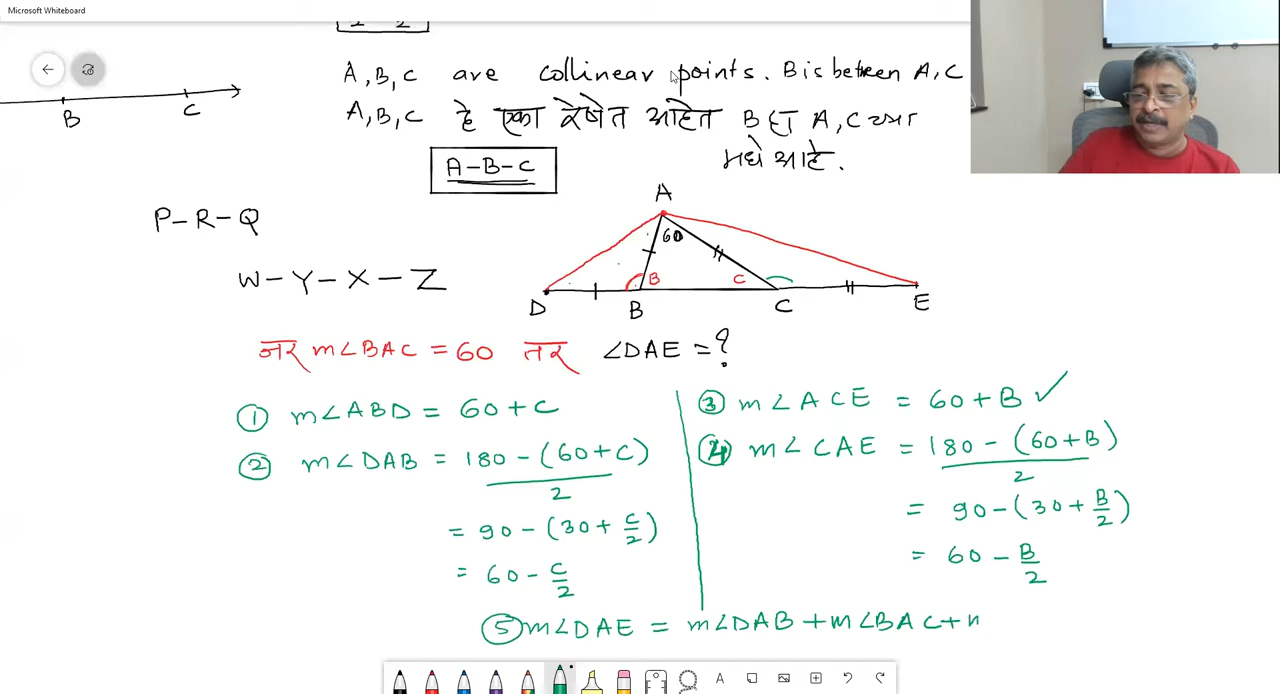 Microsoft Whiteboard
2 2
A, B, C are collinear points. B is between A, C
A, B, C हे एका रेषेत आहेत B हा A, C च्या
मधे आहे.
B C
A-B-C
P-R-Q
W-Y-X-Z
A
60
B C
D B C E
जर m∠BAC = 60 तर ∠DAE = ?
① m∠ABD = 60+C
② m∠DAB = 180-(60+C)
2
= 90-(30+C/2)
= 60-C/2
③ m∠ACE = 60+B ✓
④ m∠CAE = 180-(60+B)
2
= 90-(30+B/2)
= 60-B/2
⑤ m∠DAE = m∠DAB + m∠BAC +
A